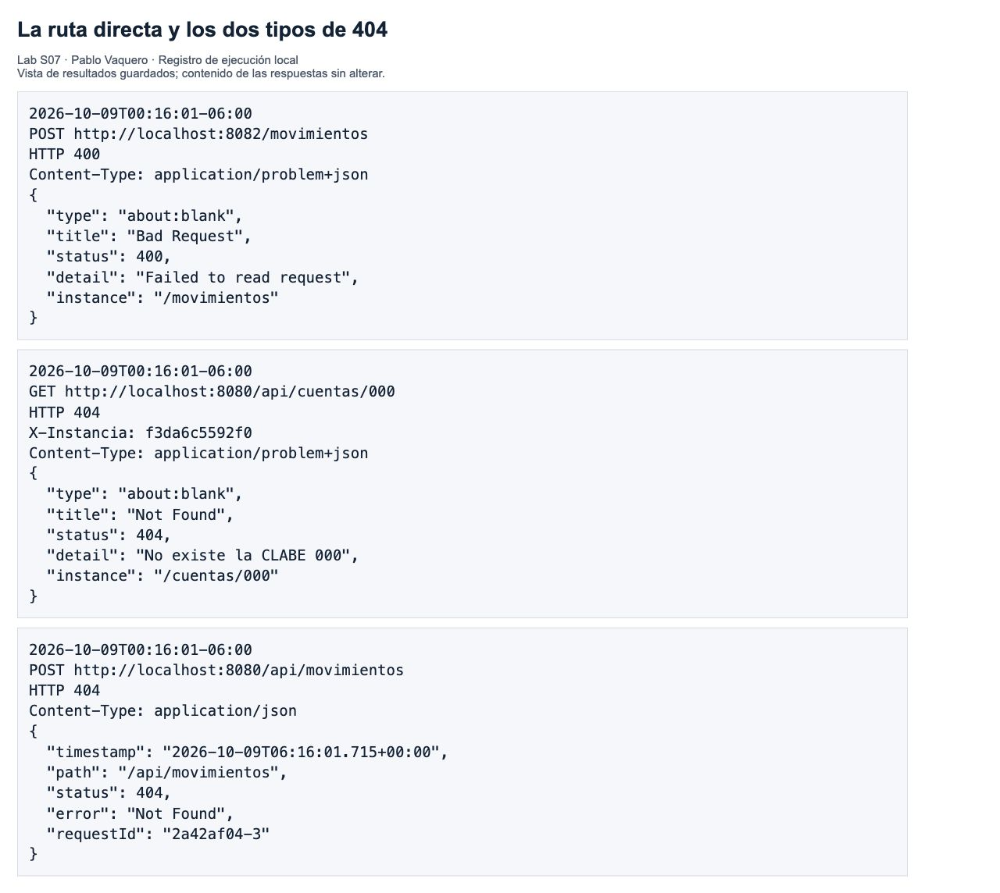 La ruta directa y los dos tipos de 404
Lab S07 · Pablo Vaquero · Registro de ejecución local
Vista de resultados guardados; contenido de las respuestas sin alterar.
2026-10-09T00:16:01-06:00
POST http://localhost:8082/movimientos
HTTP 400
Content-Type: application/problem+json
{
  "type": "about:blank",
  "title": "Bad Request",
  "status": 400,
  "detail": "Failed to read request",
  "instance": "/movimientos"
}
2026-10-09T00:16:01-06:00
GET http://localhost:8080/api/cuentas/000
HTTP 404
X-Instancia: f3da6c5592f0
Content-Type: application/problem+json
{
  "type": "about:blank",
  "title": "Not Found",
  "status": 404,
  "detail": "No existe la CLABE 000",
  "instance": "/cuentas/000"
}
2026-10-09T00:16:01-06:00
POST http://localhost:8080/api/movimientos
HTTP 404
Content-Type: application/json
{
  "timestamp": "2026-10-09T06:16:01.715+00:00",
  "path": "/api/movimientos",
  "status": 404,
  "error": "Not Found",
  "requestId": "2a42af04-3"
}